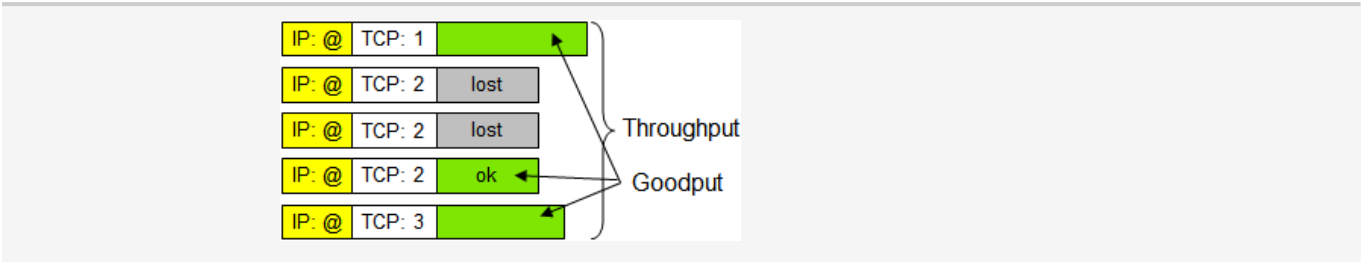 IP: @ TCP: 1
IP: @ TCP: 2 lost
IP: @ TCP: 2 lost
Throughput
IP: @ TCP: 2 ok
Goodput
IP: @ TCP: 3